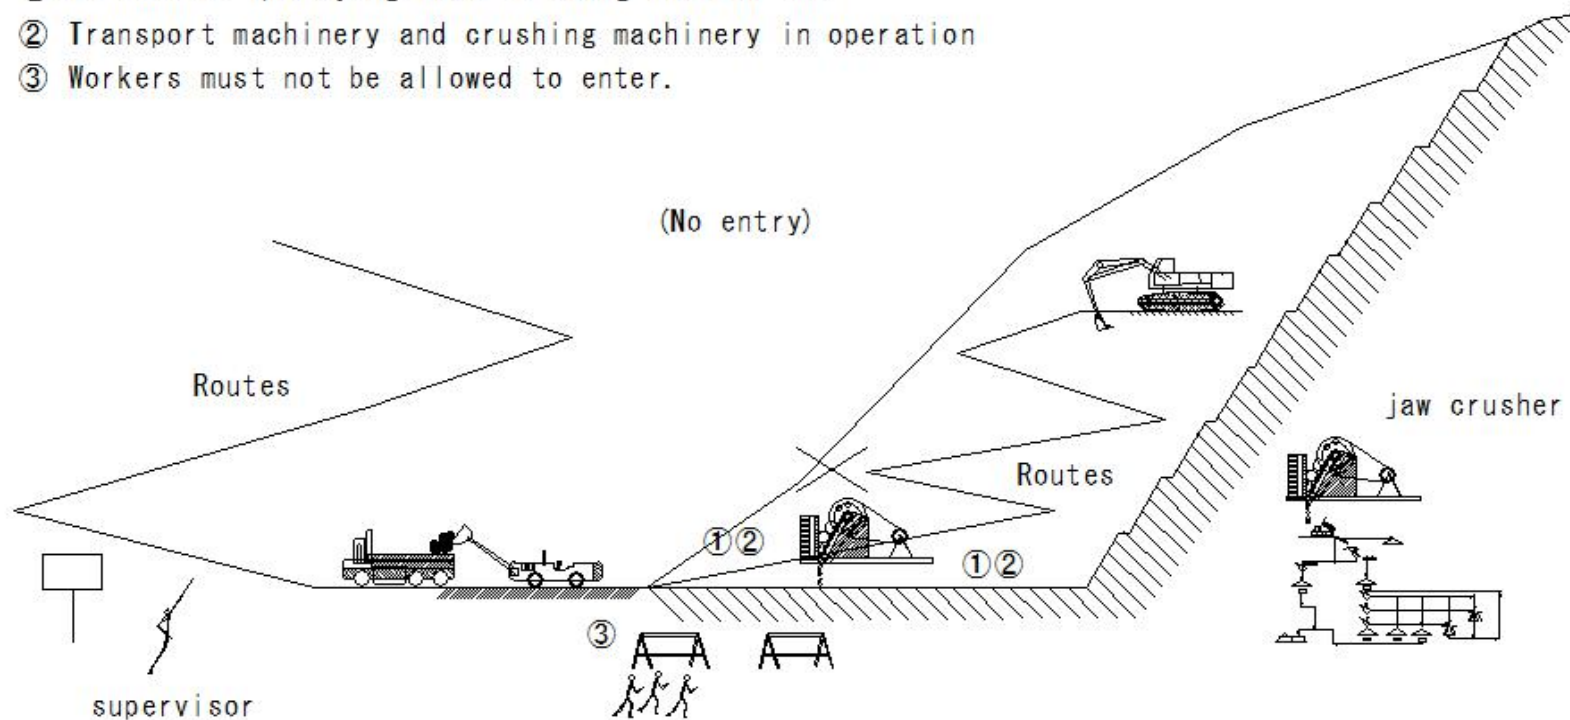 ② Transport machinery and crushing machinery in operation
③ Workers must not be allowed to enter.
(No entry)
Routes
jaw crusher
Routes
①②
①②
③
supervisor